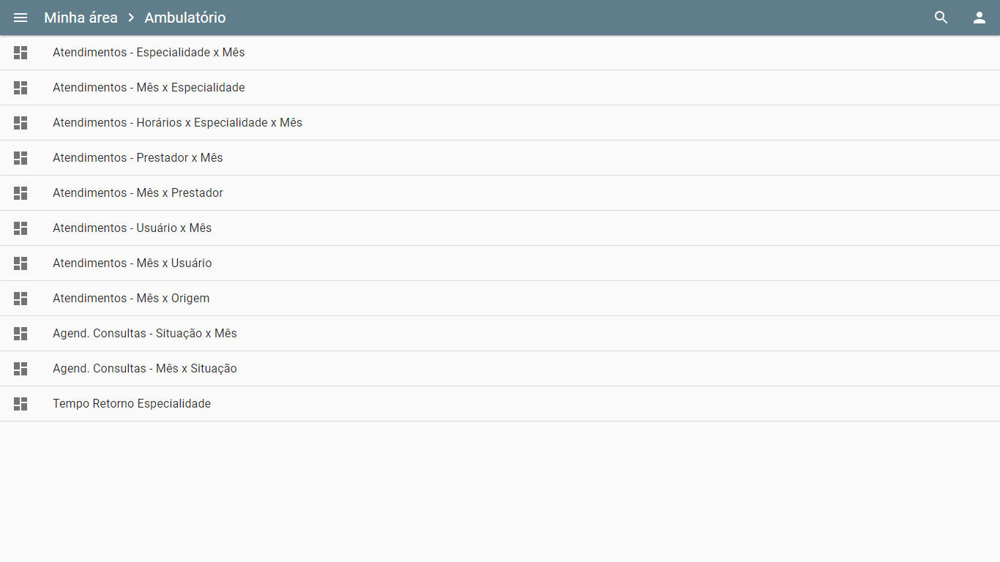 Minha área > Ambulatório
Atendimentos - Especialidade x Mês
Atendimentos - Mês x Especialidade
Atendimentos - Horários x Especialidade x Mês
Atendimentos - Prestador x Mês
Atendimentos - Mês x Prestador
Atendimentos - Usuário x Mês
Atendimentos - Mês x Usuário
Atendimentos - Mês x Origem
Agend. Consultas - Situação x Mês
Agend. Consultas - Mês x Situação
Tempo Retorno Especialidade